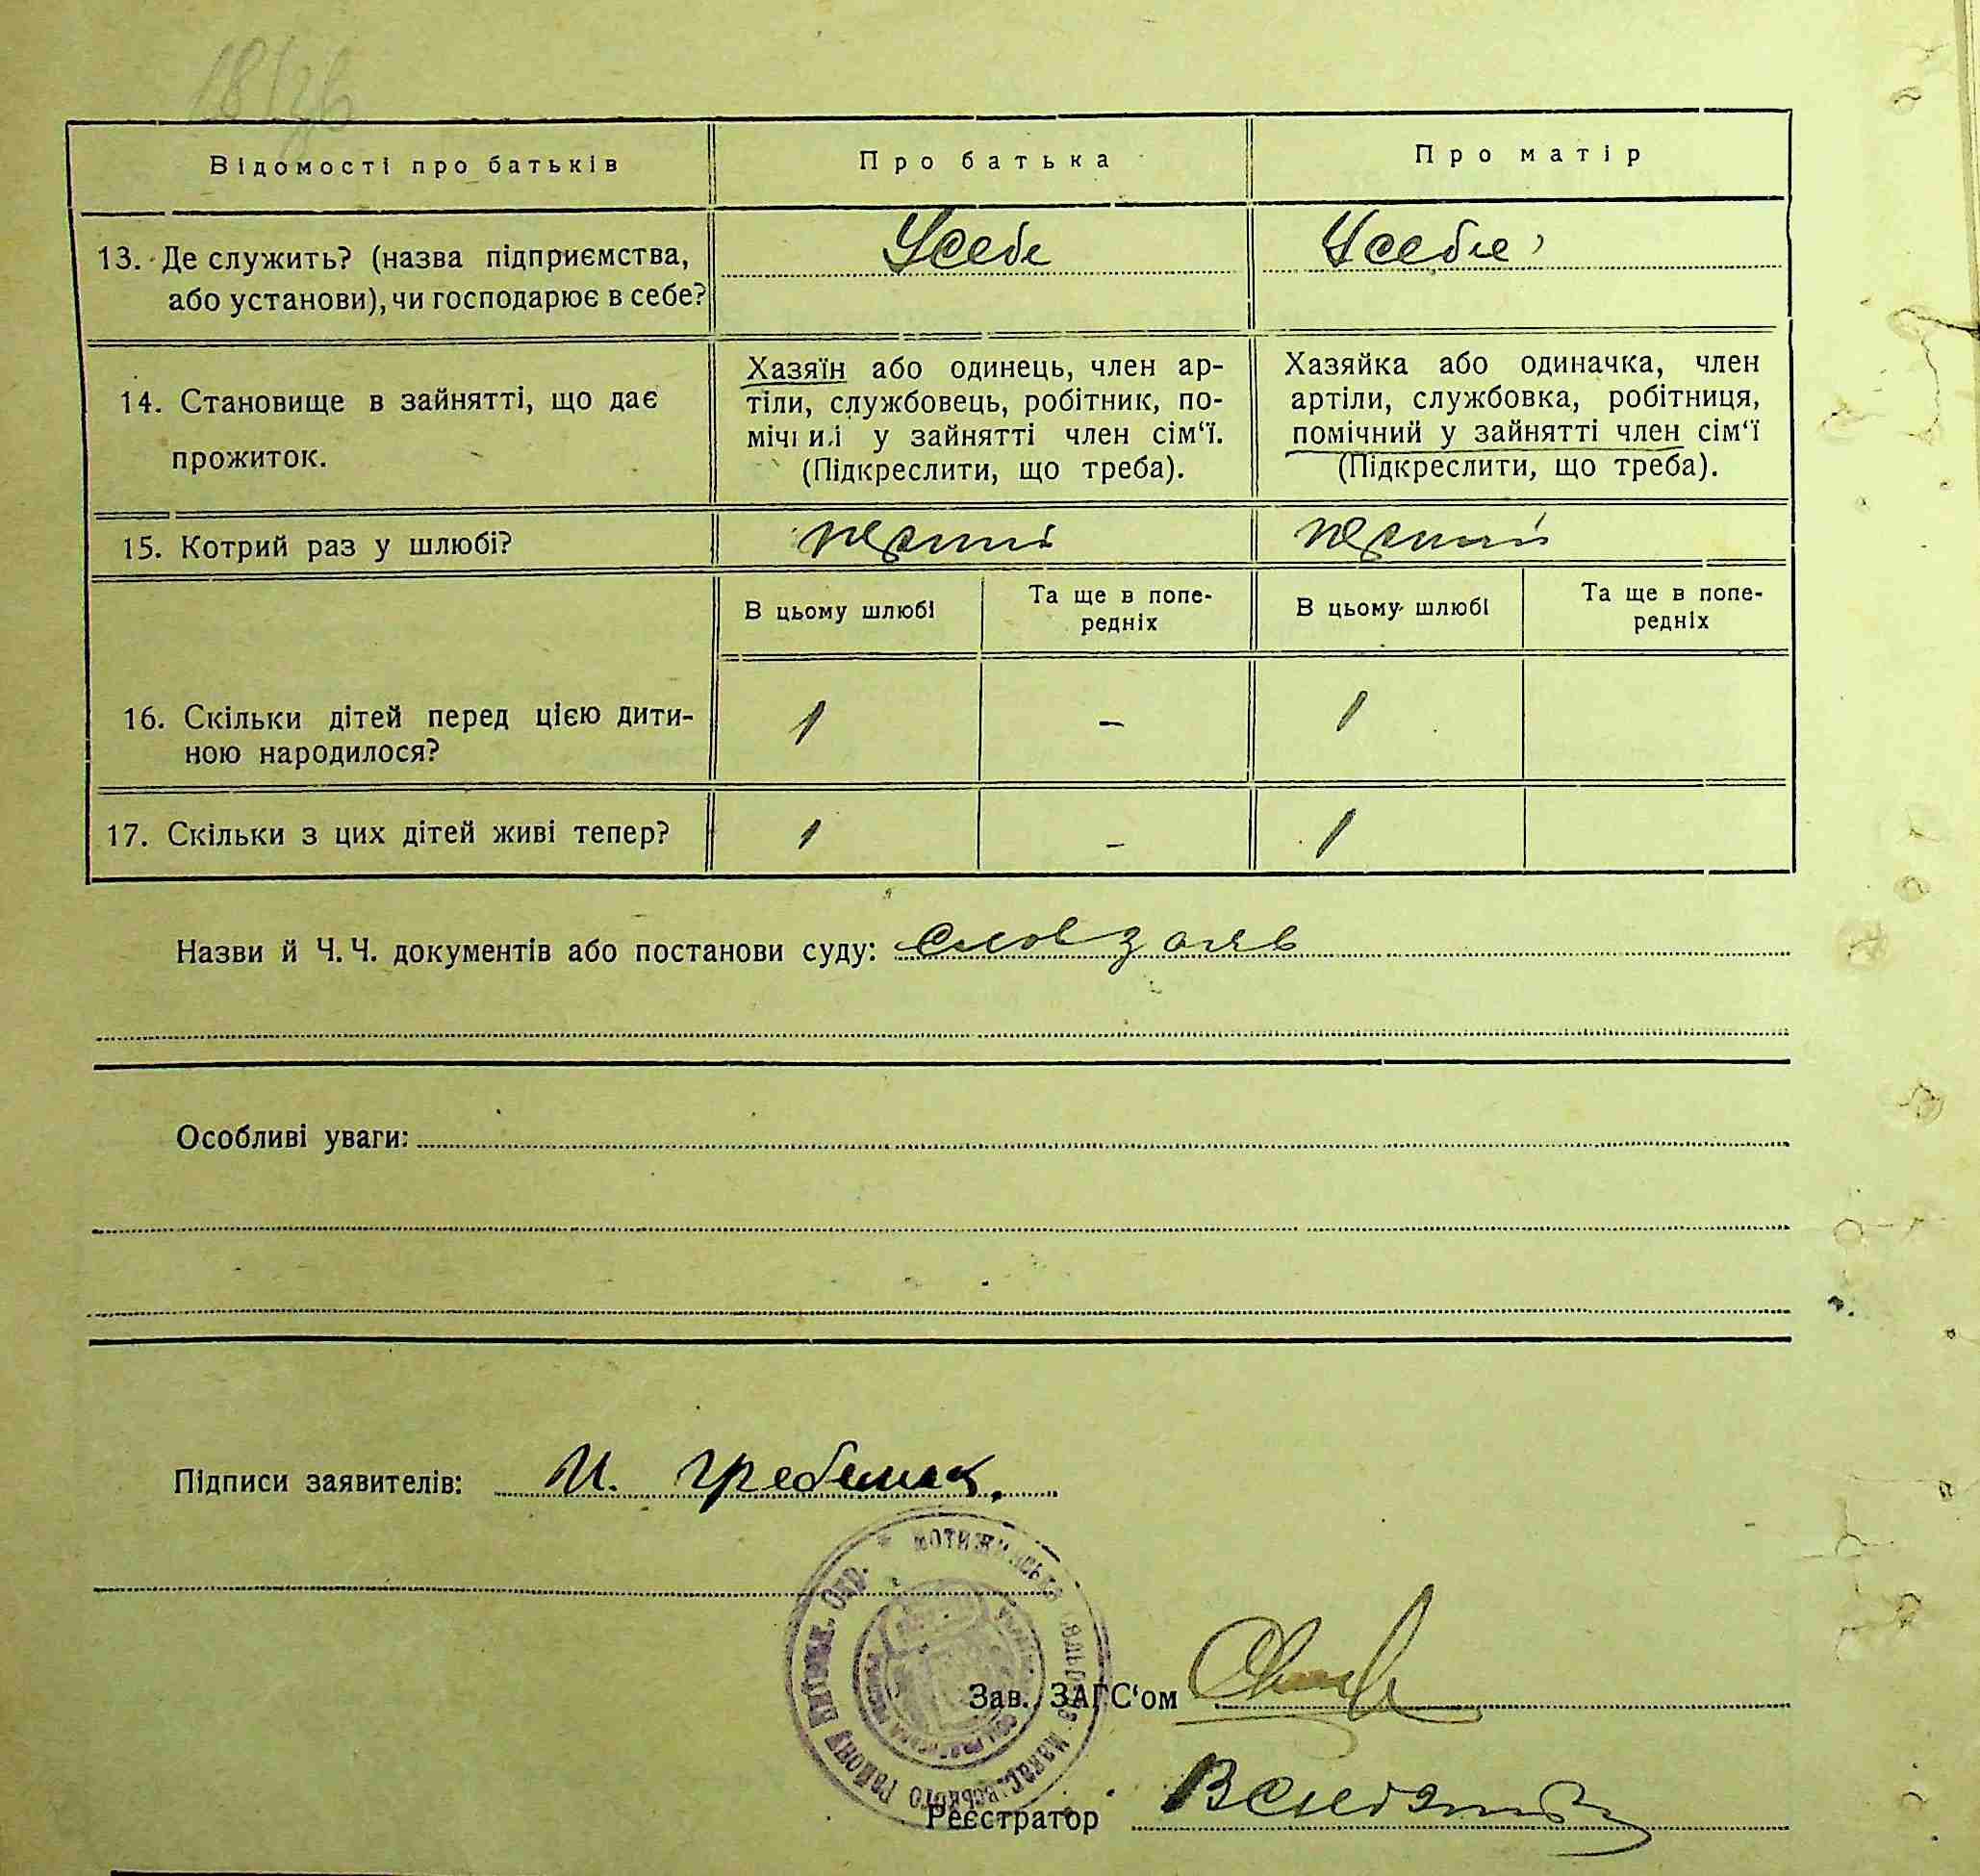 Відомості про батьків
Про батька
Про матір
13. Де служить? (назва підприємства,
або установи), чи господарює в себе?
Усебе
Усебе
14. Становище в зайнятті, що дає
прожиток.
Хазяїн або одинець, член ар-
тіли, службовець, робітник, по-
мічн и.і у зайнятті член сім‘ї.
(Підкреслити, що треба).
Хазяйка або одиначка, член
артіли, службовка, робітниця,
помічний у зайнятті член сім‘ї
(Підкреслити, що треба).
15. Котрий раз у шлюбі?
перший
перший
В цьому шлюбі
Та ще в попе-
редніх
В цьому шлюбі
Та ще в попе-
редніх
16. Скільки дітей перед цією дити-
ною народилося?
1
–
1
17. Скільки з цих дітей живі тепер?
1
–
1
Назви й Ч. Ч. документів або постанови суду:
Особливі уваги:
Підписи заявителів: И.
району Окр.
Зав. ЗАГС‘ом
Реєстратор